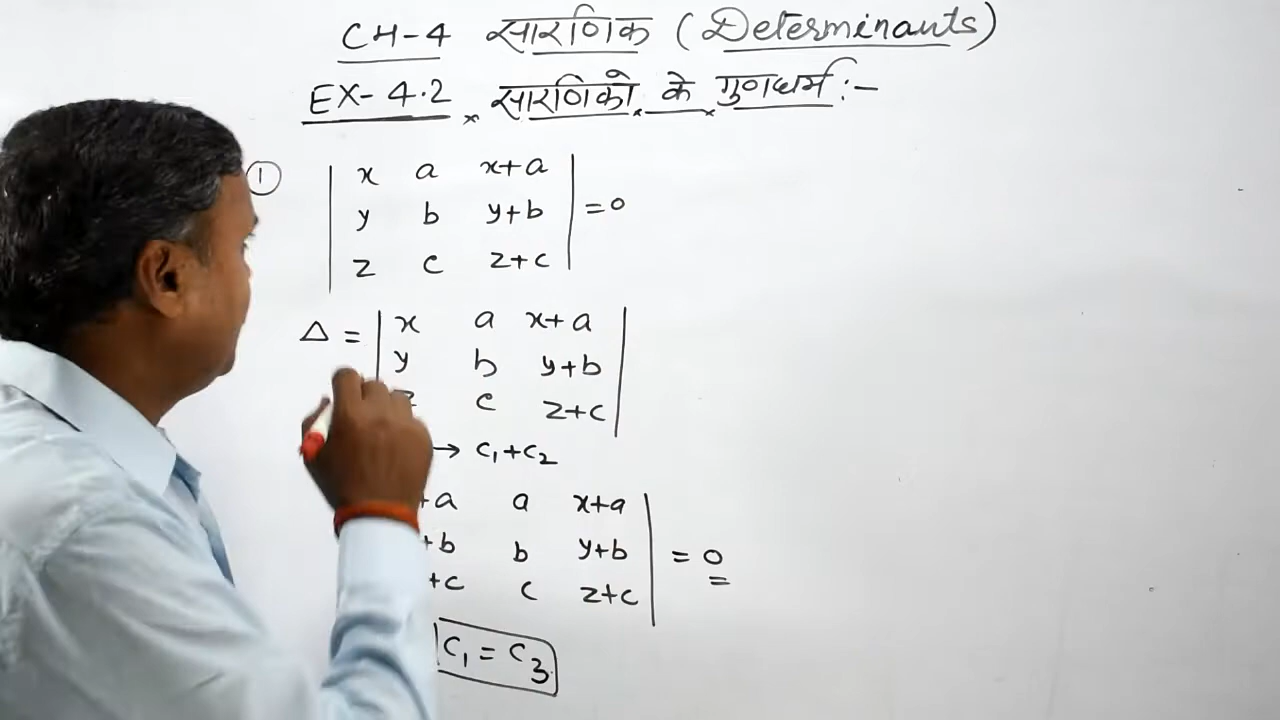 CH-4 सारणिक (Determinants)
EX-4.2 सारणिको के गुणधर्म :-
① | x a x+a |
| y b y+b | = 0
| z c z+c |
Δ = | x a x+a |
| y b y+b |
| z c z+c |
→ C₁+C₂
+a a x+a |
+b b y+b | = 0
+c c z+c |
C₁ = C₃